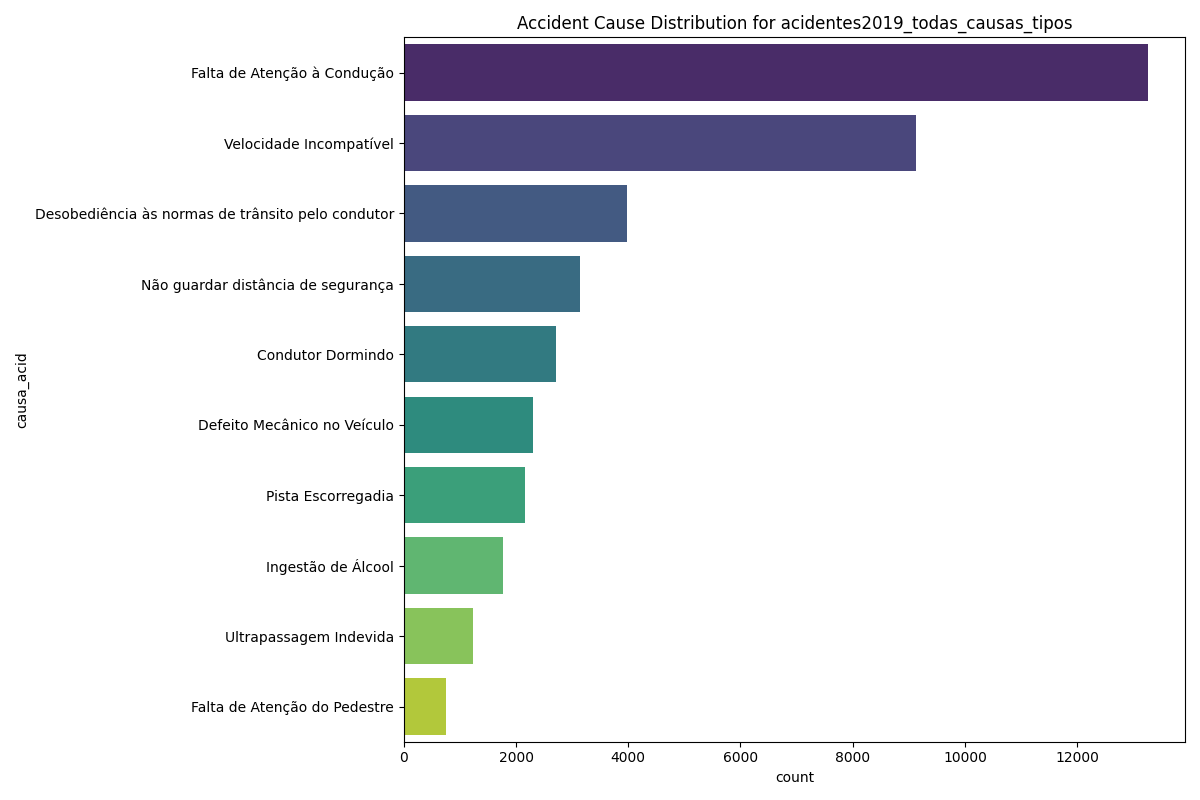 Accident Cause Distribution for acidentes2019_todas_causas_tipos
causa_acid
Falta de Atenção à Condução
Velocidade Incompatível
Desobediência às normas de trânsito pelo condutor
Não guardar distância de segurança
Condutor Dormindo
Defeito Mecânico no Veículo
Pista Escorregadia
Ingestão de Álcool
Ultrapassagem Indevida
Falta de Atenção do Pedestre
0 2000 4000 6000 8000 10000 12000
count